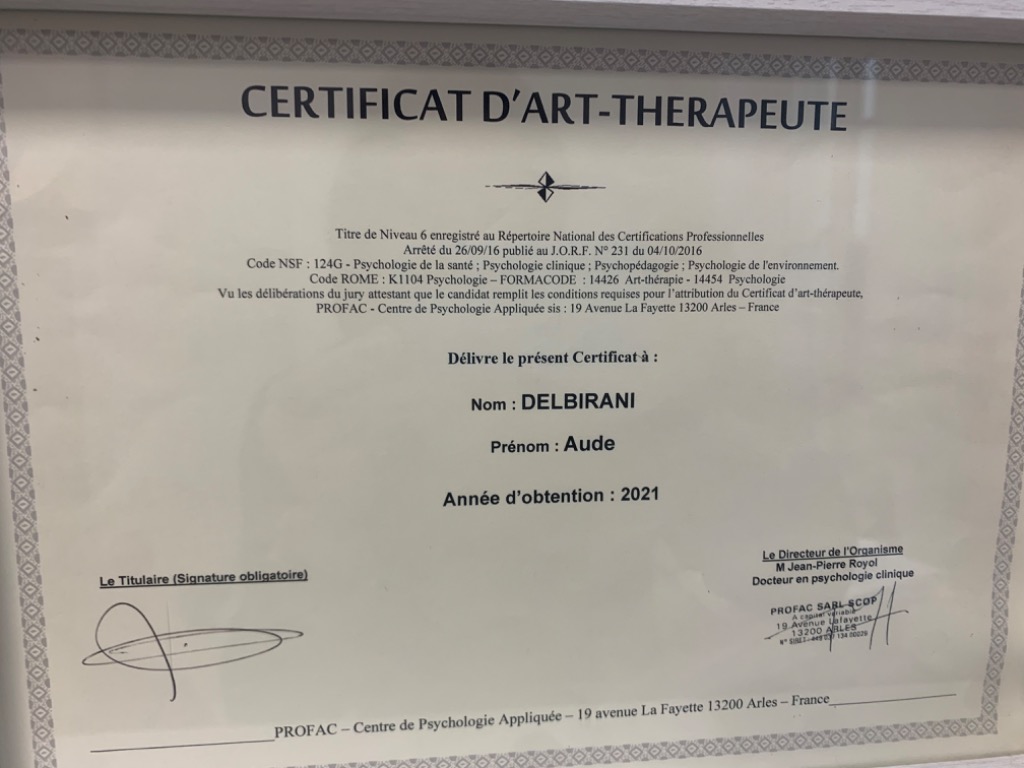 CERTIFICAT D'ART-THERAPEUTE
Titre de Niveau 6 enregistré au Répertoire National des Certifications Professionnelles
Arrêté du 26/09/16 publié au J.O.R.F. N° 231 du 04/10/2016
Code NSF : 124G - Psychologie de la santé ; Psychologie clinique ; Psychopédagogie ; Psychologie de l'environnement.
Code ROME : K1104 Psychologie – FORMACODE : 14426 Art-thérapie - 14454 Psychologie
Vu les délibérations du jury attestant que le candidat remplit les conditions requises pour l'attribution du Certificat d'art-thérapeute,
PROFAC - Centre de Psychologie Appliquée sis : 19 Avenue La Fayette 13200 Arles – France
Délivre le présent Certificat à :
Nom : DELBIRANI
Prénom : Aude
Année d'obtention : 2021
Le Titulaire (Signature obligatoire)
Le Directeur de l'Organisme
M Jean-Pierre Royol
Docteur en psychologie clinique
PROFAC SARL SCOP
A capital variable
19 Avenue Lafayette
13200 ARLES
PROFAC – Centre de Psychologie Appliquée – 19 avenue La Fayette 13200 Arles – France